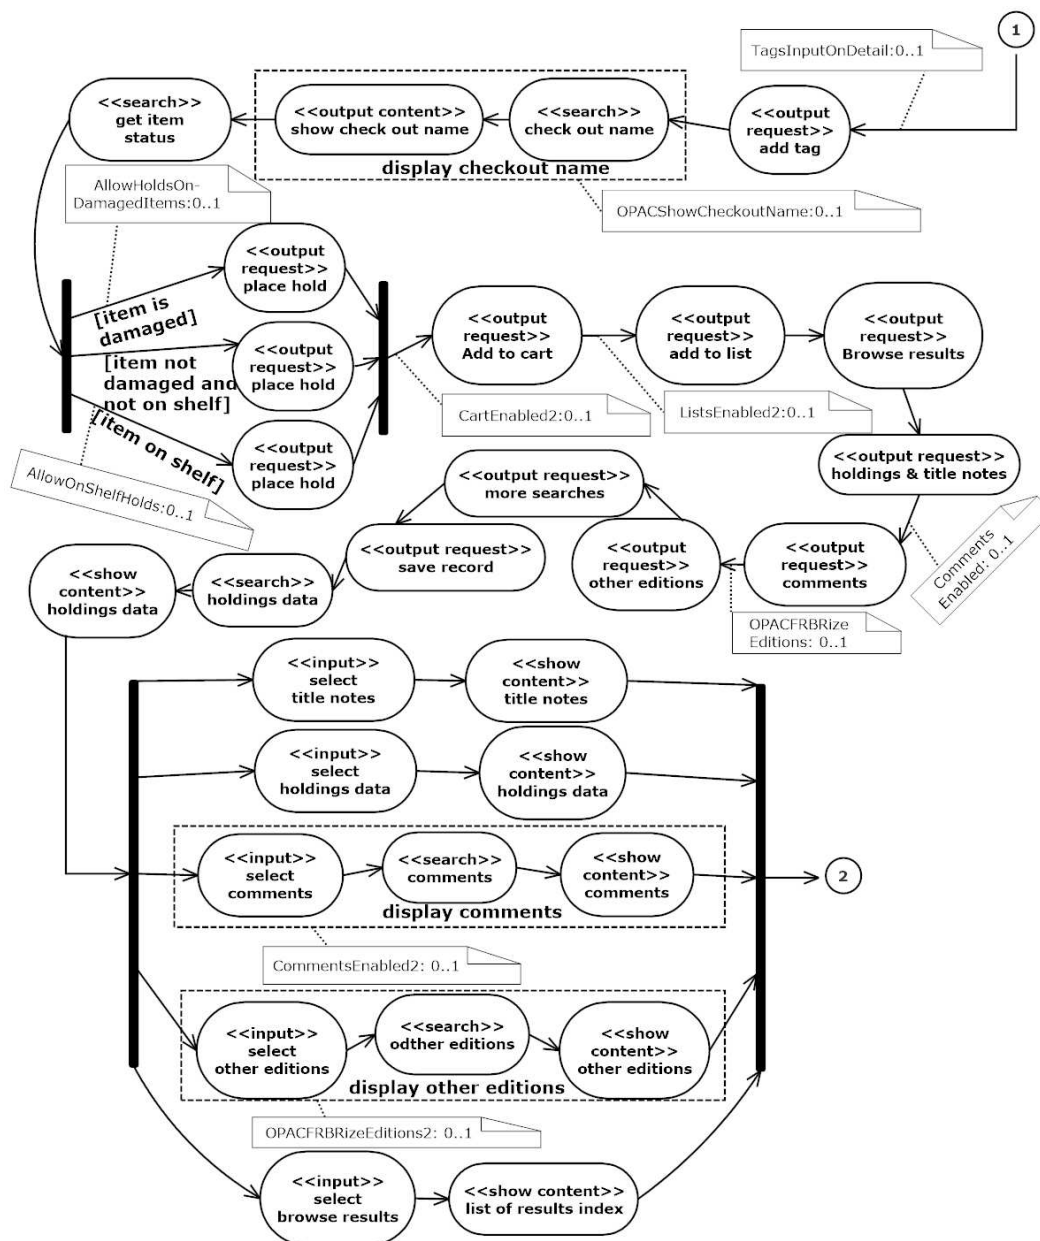 1
TagsInputOnDetail:0..1
<<search>>
get item
status
<<output content>>
show check out name
<<search>>
check out name
<<output
request>>
add tag
display checkout name
AllowHoldsOn-
DamagedItems:0..1
OPACShowCheckoutName:0..1
<<output
request>>
place hold
[item is
damaged]
<<output
request>>
place hold
[item not
damaged and
not on shelf]
<<output
request>>
place hold
[item on shelf]
AllowOnShelfHolds:0..1
<<output
request>>
Add to cart
<<output
request>>
add to list
<<output
request>>
Browse results
CartEnabled2:0..1
ListsEnabled2:0..1
<<output request>>
holdings & title notes
<<output request>>
more searches
Comments
Enabled: 0..1
<<output request>>
save record
<<output
request>>
other editions
<<output
request>>
comments
<<show
content>>
holdings data
<<search>>
holdings data
OPACFRBRize
Editions: 0..1
<<input>>
select
title notes
<<show
content>>
title notes
<<input>>
select
holdings data
<<show
content>>
holdings data
<<input>>
select
comments
<<search>>
comments
<<show
content>>
comments
2
display comments
CommentsEnabled2: 0..1
<<input>>
select
other editions
<<search>>
odther editions
<<show
content>>
other editions
display other editions
OPACFRBRizeEditions2: 0..1
<<input>>
select
browse results
<<show content>>
list of results index